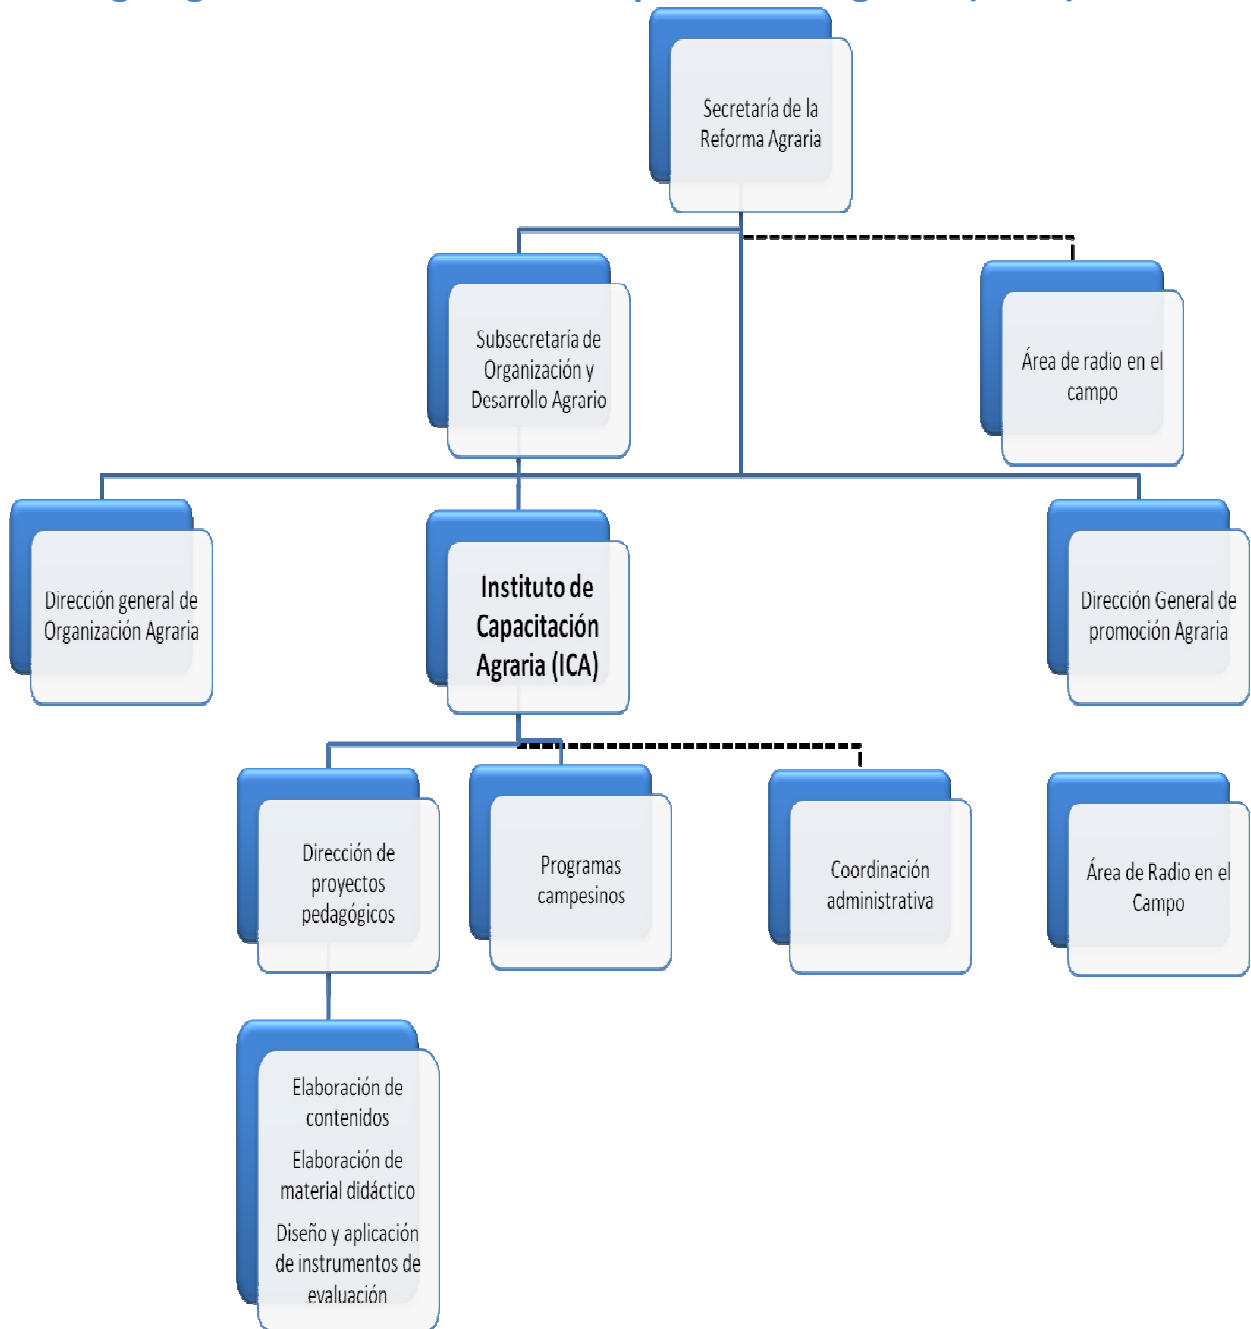 Secretaría de la
Reforma Agraria
Subsecretaría de
Organización y
Desarrollo Agrario
Área de radio en el
campo
Dirección general de
Organización Agraria
Instituto de
Capacitación
Agraria (ICA)
Dirección General de
promoción Agraria
Dirección de
proyectos
pedagógicos
Programas
campesinos
Coordinación
administrativa
Área de Radio en el
Campo
Elaboración de
contenidos
Elaboración de
material didáctico
Diseño y aplicación
de instrumentos de
evaluación